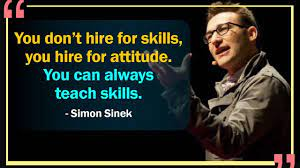 You don't hire for skills,
you hire for attitude.
You can always
teach skills.
- Simon Sinek